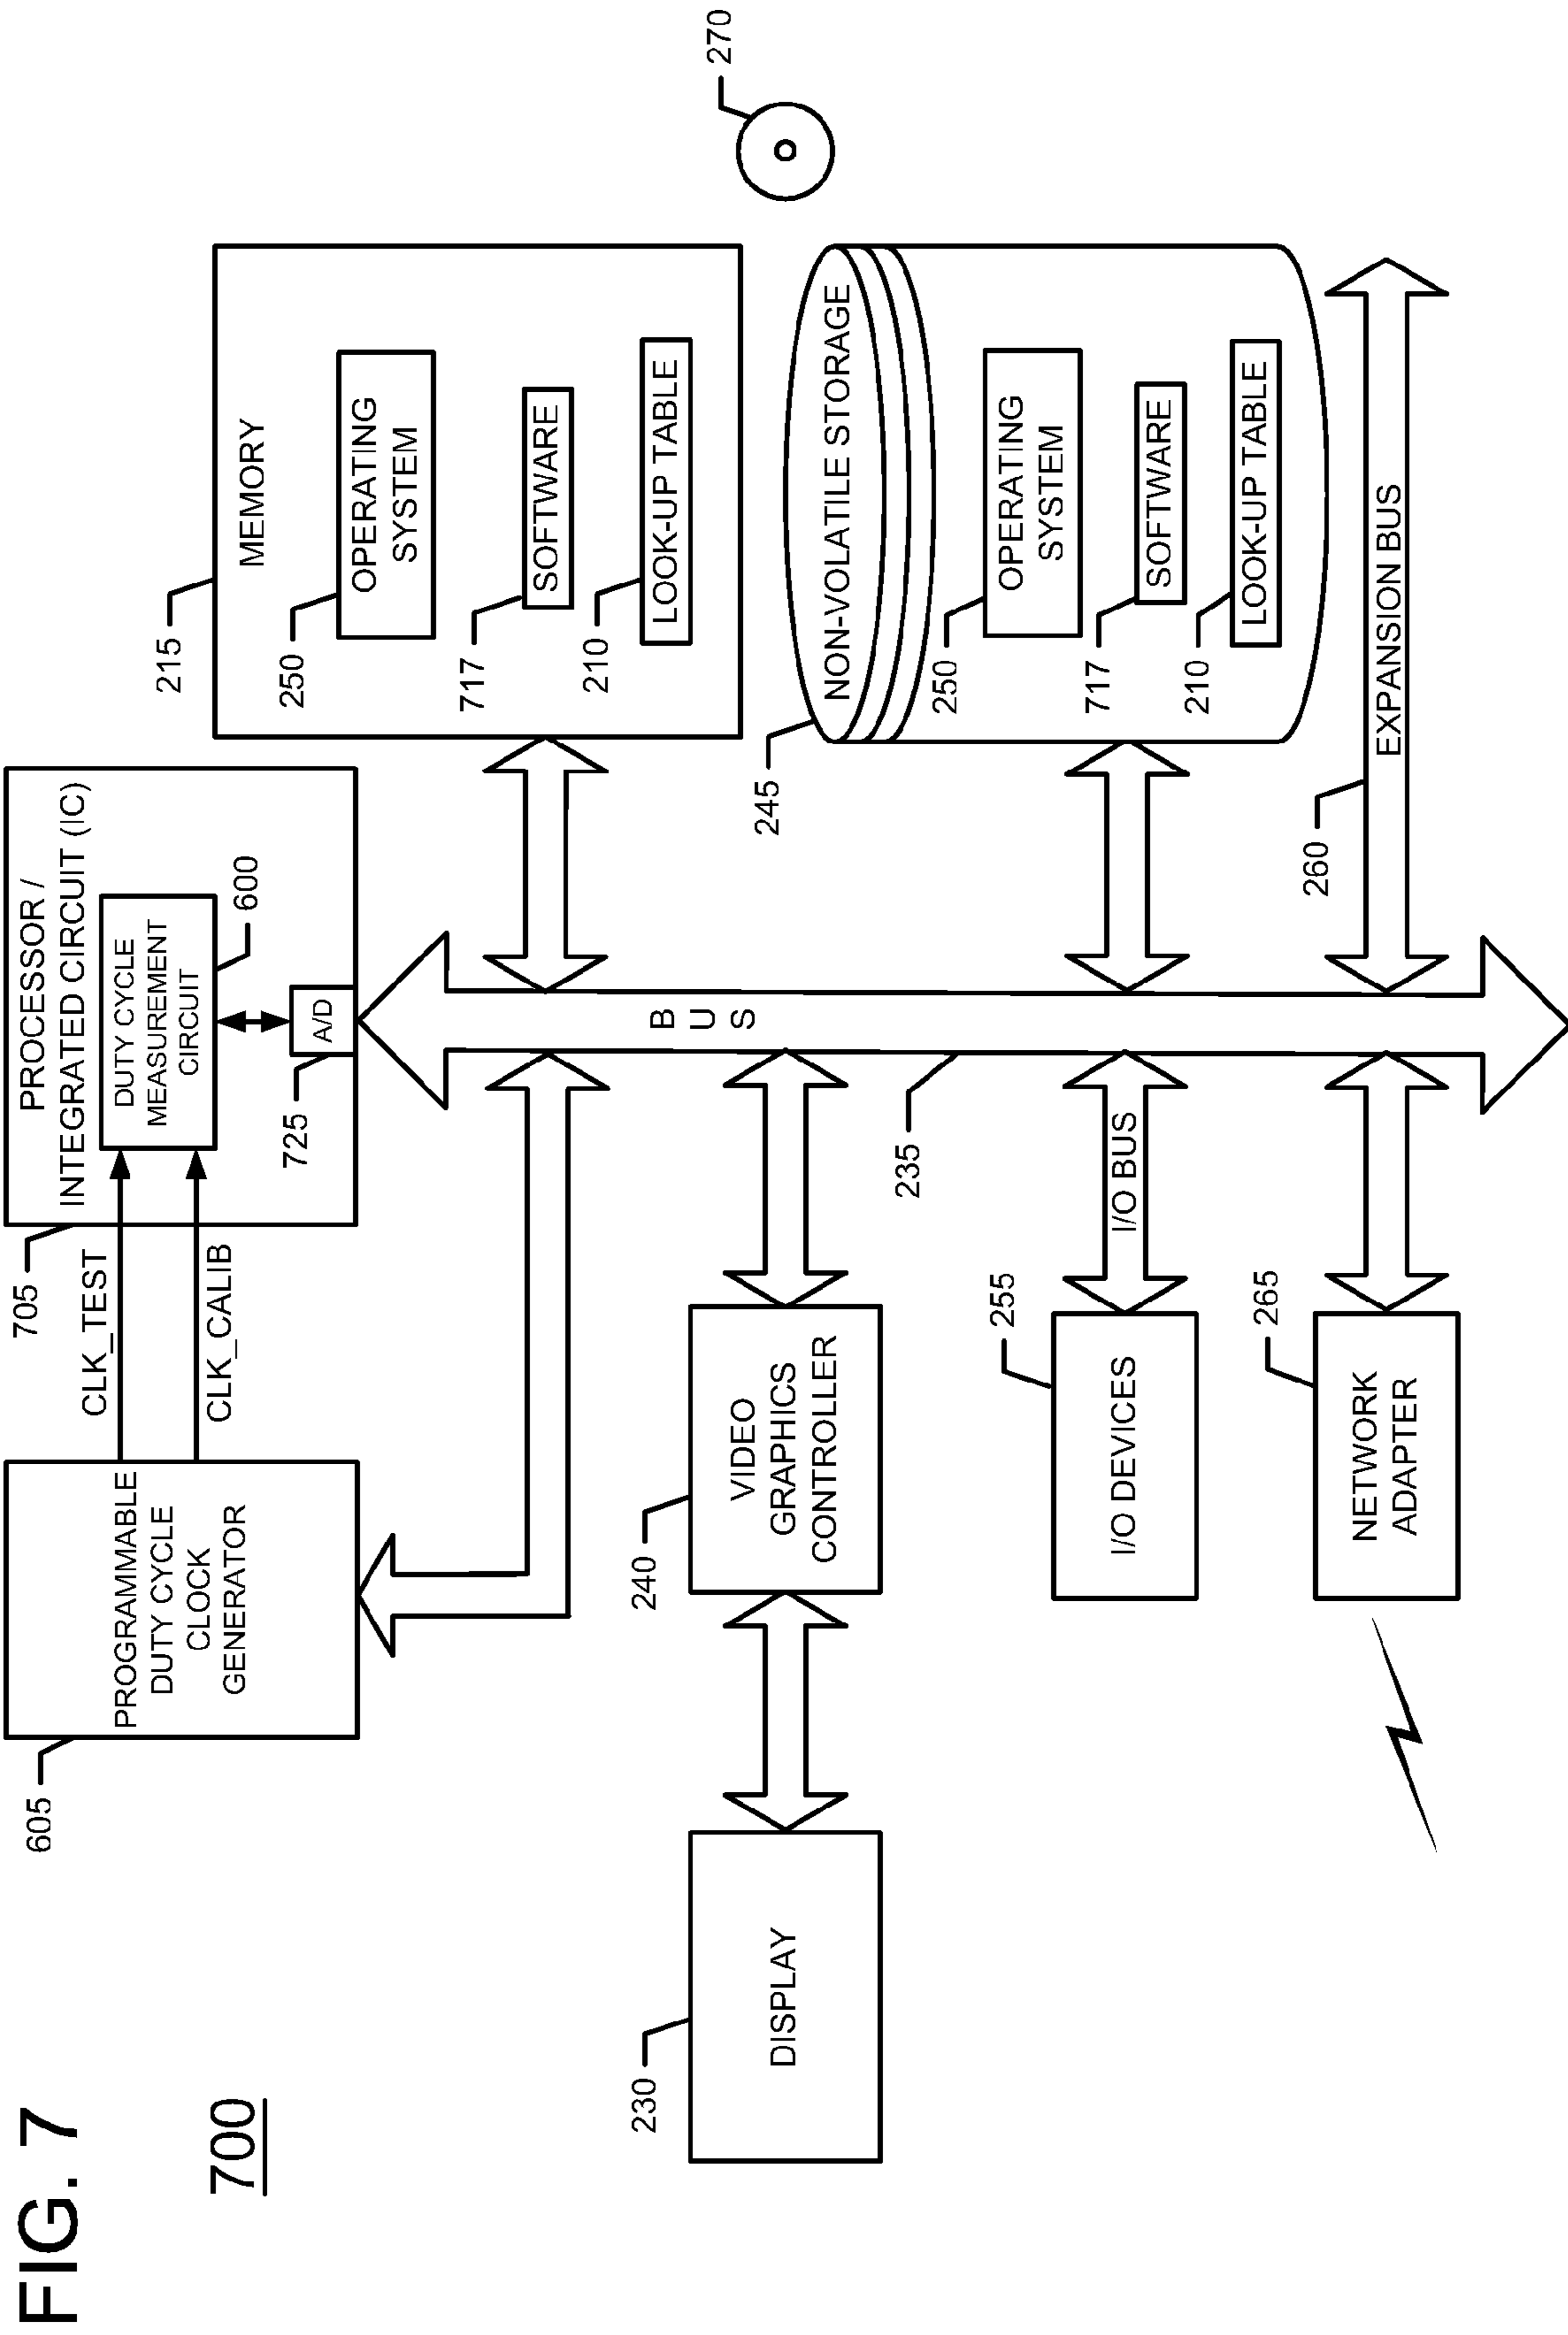 FIG. 7
700
605
PROGRAMMABLE
DUTY CYCLE
CLOCK
GENERATOR
CLK_TEST
CLK_CALIB
705
PROCESSOR /
INTEGRATED CIRCUIT (IC)
DUTY CYCLE
MEASUREMENT
CIRCUIT
600
725
A/D
215
MEMORY
250
OPERATING
SYSTEM
717
SOFTWARE
210
LOOK-UP TABLE
270
230
DISPLAY
240
VIDEO
GRAPHICS
CONTROLLER
BUS
235
245
NON-VOLATILE STORAGE
250
OPERATING
SYSTEM
717
SOFTWARE
210
LOOK-UP TABLE
255
I/O DEVICES
I/O BUS
265
NETWORK
ADAPTER
260
EXPANSION BUS